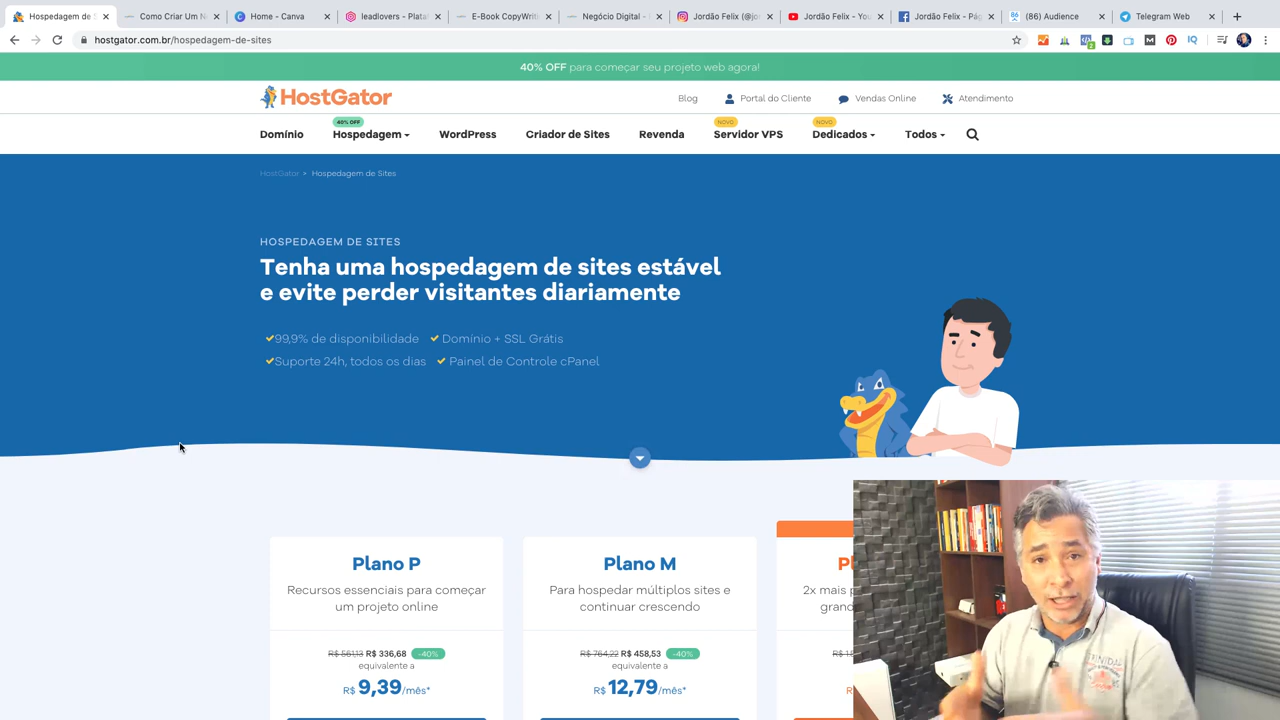 Hospedagem de S
Como Criar Um N
Home - Canva
leadlovers - Plata
E-Book CopyWrit
Negócio Digital -
Jordão Felix (@jo
Jordão Felix - You
Jordão Felix - Pág
(86) Audience
Telegram Web
hostgator.com.br/hospedagem-de-sites
40% OFF para começar seu projeto web agora!
HostGator
Blog
Portal do Cliente
Vendas Online
Atendimento
Domínio
40% OFF
Hospedagem
WordPress
Criador de Sites
Revenda
NOVO
Servidor VPS
NOVO
Dedicados
Todos
HostGator
Hospedagem de Sites
HOSPEDAGEM DE SITES
Tenha uma hospedagem de sites estável
e evite perder visitantes diariamente
99,9% de disponibilidade
Domínio + SSL Grátis
Suporte 24h, todos os dias
Painel de Controle cPanel
Plano P
Recursos essenciais para começar
um projeto online
R$ 561,13 R$ 336,68 -40%
equivalente a
R$ 9,39/mês*
Plano M
Para hospedar múltiplos sites e
continuar crescendo
R$ 764,22 R$ 458,53 -40%
equivalente a
R$ 12,79/mês*
Pl
2x mais p
grand